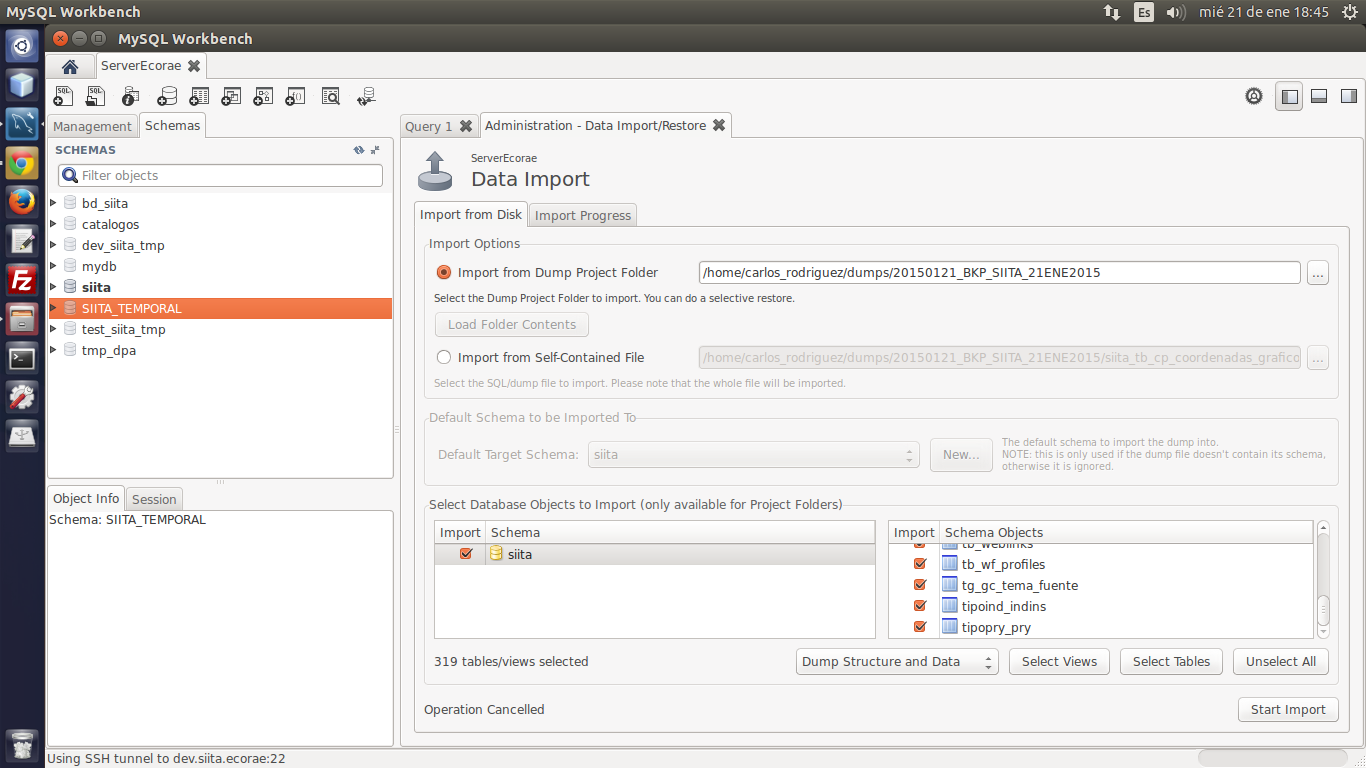 MySQL Workbench
Es
mié 21 de ene 18:45
MySQL Workbench
ServerEcorae
Management
Schemas
SCHEMAS
Filter objects
bd_siita
catalogos
dev_siita_tmp
mydb
siita
SIITA_TEMPORAL
test_siita_tmp
tmp_dpa
Object Info
Session
Schema: SIITA_TEMPORAL
Query 1
Administration - Data Import/Restore
ServerEcorae
Data Import
Import from Disk
Import Progress
Import Options
Import from Dump Project Folder
/home/carlos_rodriguez/dumps/20150121_BKP_SIITA_21ENE2015
...
Select the Dump Project Folder to import. You can do a selective restore.
Load Folder Contents
Import from Self-Contained File
/home/carlos_rodriguez/dumps/20150121_BKP_SIITA_21ENE2015/siita_tb_cp_coordenadas_grafico
...
Select the SQL/dump file to import. Please note that the whole file will be imported.
Default Schema to be Imported To
Default Target Schema:
siita
New...
The default schema to import the dump into.
NOTE: this is only used if the dump file doesn't contain its schema,
otherwise it is ignored.
Select Database Objects to Import (only available for Project Folders)
Import
Schema
siita
Import
Schema Objects
tb_weblinks
tb_wf_profiles
tg_gc_tema_fuente
tipoind_indins
tipopry_pry
319 tables/views selected
Dump Structure and Data
Select Views
Select Tables
Unselect All
Operation Cancelled
Start Import
Using SSH tunnel to dev.siita.ecorae:22